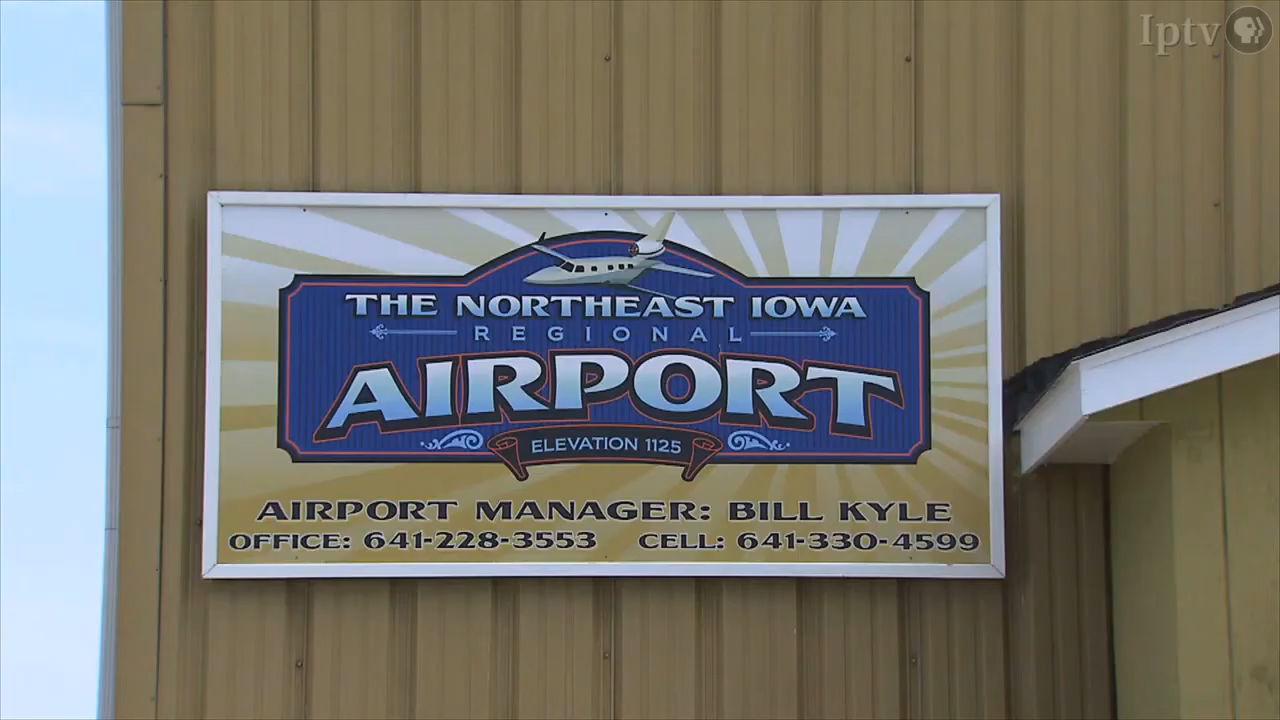 Iptv
THE NORTHEAST IOWA
REGIONAL
AIRPORT
ELEVATION 1125
AIRPORT MANAGER: BILL KYLE
OFFICE: 641-228-3553 CELL: 641-330-4599